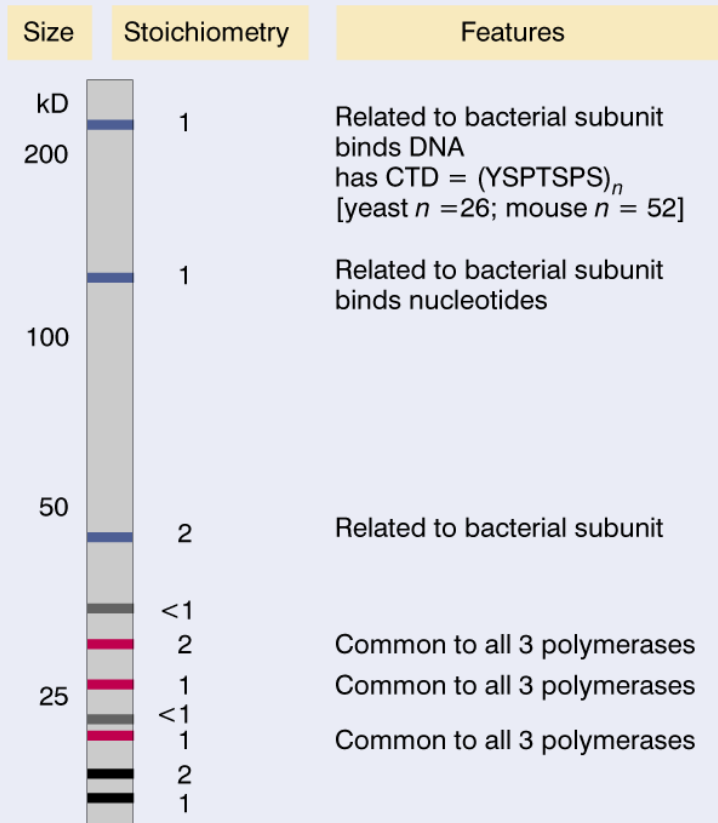 Size Stoichiometry Features
kD
1 Related to bacterial subunit
binds DNA
200
has CTD = (YSPTSPS)n
[yeast n =26; mouse n = 52]
1 Related to bacterial subunit
binds nucleotides
100
50
2 Related to bacterial subunit
<1
2 Common to all 3 polymerases
25
1 Common to all 3 polymerases
<1
1 Common to all 3 polymerases
2
1